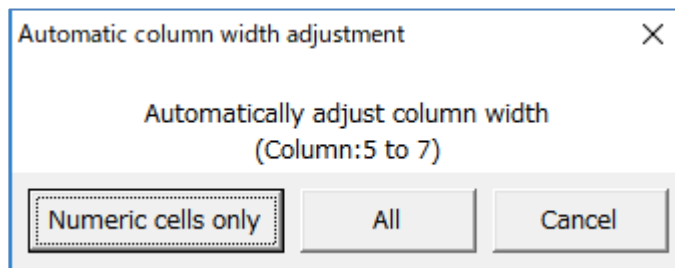 Automatic column width adjustment
Automatically adjust column width
(Column:5 to 7)
Numeric cells only
All
Cancel